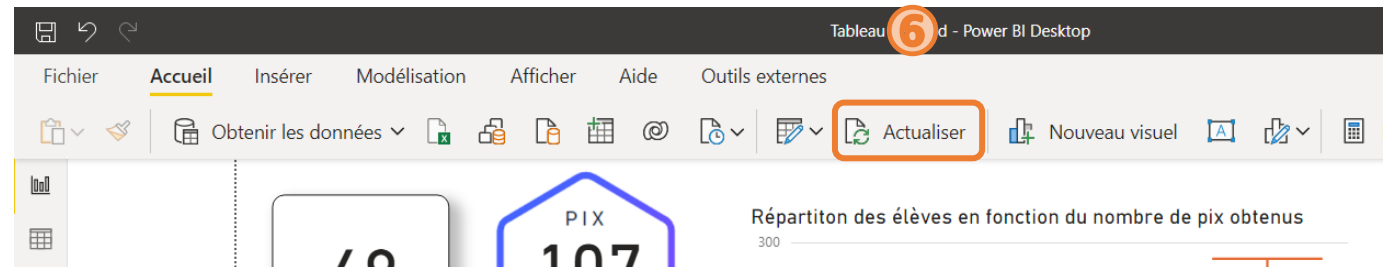 Tableau 6 d - Power BI Desktop
Fichier Accueil Insérer Modélisation Afficher Aide Outils externes
Obtenir les données Actualiser Nouveau visuel A
PIX
107
Répartiton des élèves en fonction du nombre de pix obtenus
300